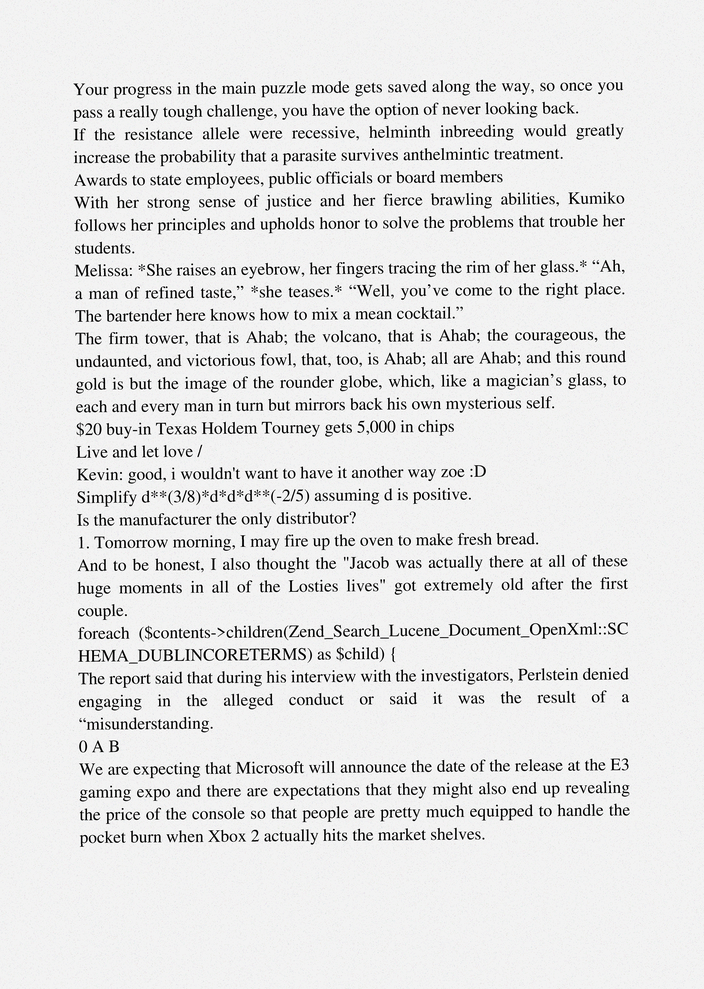 Your progress in the main puzzle mode gets saved along the way, so once you
pass a really tough challenge, you have the option of never looking back.
If the resistance allele were recessive, helminth inbreeding would greatly
increase the probability that a parasite survives anthelmintic treatment.
Awards to state employees, public officials or board members
With her strong sense of justice and her fierce brawling abilities, Kumiko
follows her principles and upholds honor to solve the problems that trouble her
students.
Melissa: *She raises an eyebrow, her fingers tracing the rim of her glass.* “Ah,
a man of refined taste,” *she teases.* “Well, you’ve come to the right place.
The bartender here knows how to mix a mean cocktail.”
The firm tower, that is Ahab; the volcano, that is Ahab; the courageous, the
undaunted, and victorious fowl, that, too, is Ahab; all are Ahab; and this round
gold is but the image of the rounder globe, which, like a magician’s glass, to
each and every man in turn but mirrors back his own mysterious self.
$20 buy-in Texas Holdem Tourney gets 5,000 in chips
Live and let love /
Kevin: good, i wouldn't want to have it another way zoe :D
Simplify d**(3/8)*d*d*d**(-2/5) assuming d is positive.
Is the manufacturer the only distributor?
1. Tomorrow morning, I may fire up the oven to make fresh bread.
And to be honest, I also thought the "Jacob was actually there at all of these
huge moments in all of the Losties lives" got extremely old after the first
couple.
foreach ($contents->children(Zend_Search_Lucene_Document_OpenXml::SC
HEMA_DUBLINCORETERMS) as $child) {
The report said that during his interview with the investigators, Perlstein denied
engaging in the alleged conduct or said it was the result of a
“misunderstanding.
0 A B
We are expecting that Microsoft will announce the date of the release at the E3
gaming expo and there are expectations that they might also end up revealing
the price of the console so that people are pretty much equipped to handle the
pocket burn when Xbox 2 actually hits the market shelves.